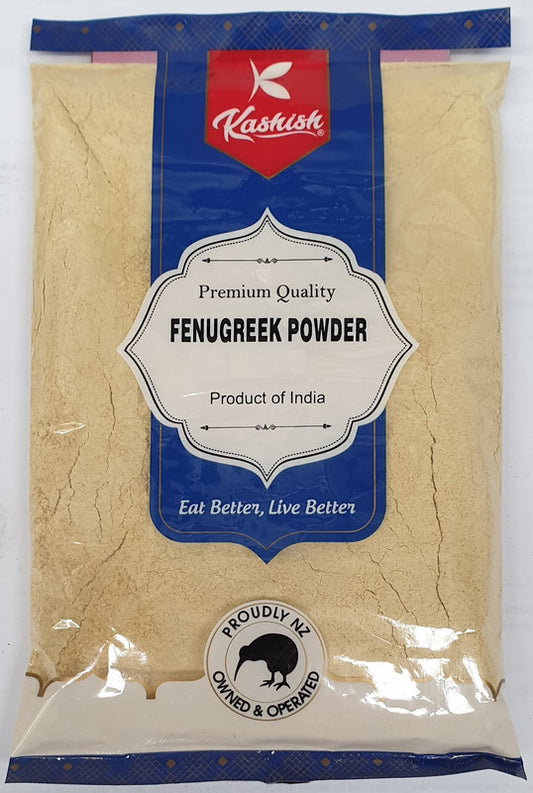 Kashish®
Premium Quality
FENUGREEK POWDER
Product of India
Eat Better, Live Better
PROUDLY NZ
OWNED & OPERATED